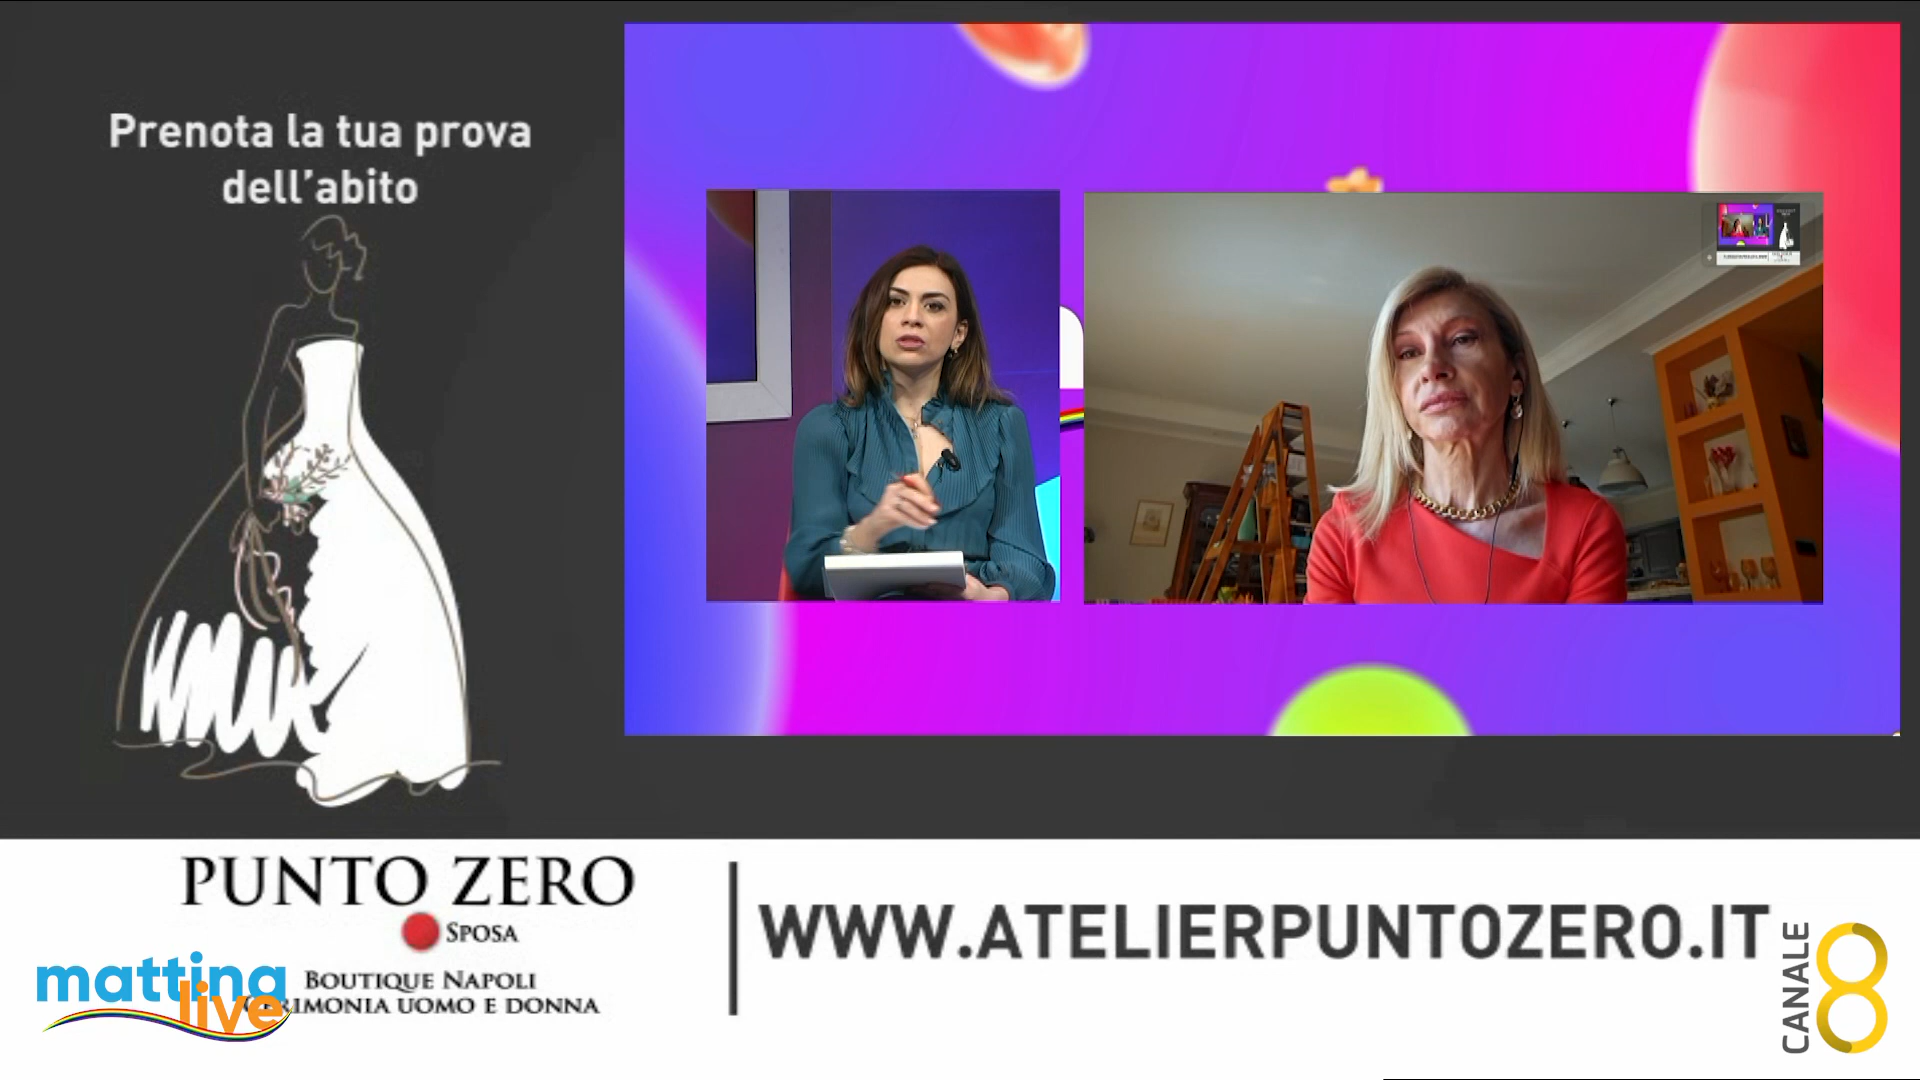 Prenota la tua prova
dell'abito
PUNTO ZERO
SPOSA
BOUTIQUE NAPOLI
CERIMONIA UOMO E DONNA
WWW.ATELIERPUNTOZERO.IT
mattina
live
CANALE
8